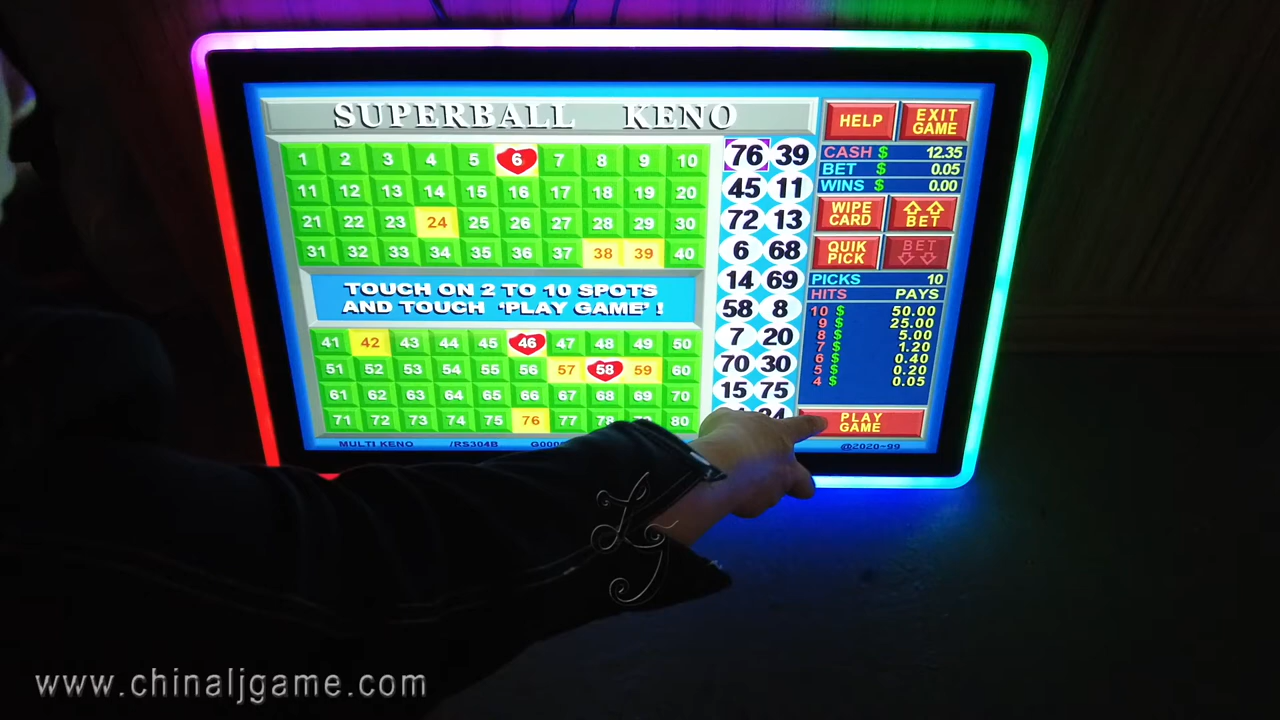 SUPERBALL KENO
HELP
EXIT GAME
1 2 3 4 5 6 7 8 9 10
11 12 13 14 15 16 17 18 19 20
21 22 23 24 25 26 27 28 29 30
31 32 33 34 35 36 37 38 39 40
TOUCH ON 2 TO 10 SPOTS
AND TOUCH 'PLAY GAME' !
41 42 43 44 45 46 47 48 49 50
51 52 53 54 55 56 57 58 59 60
61 62 63 64 65 66 67 68 69 70
71 72 73 74 75 76 77 78 79 80
76 39
45 11
72 13
6 68
14 69
58 8
7 20
70 30
15 75
24
CASH $ 12.35
BET $ 0.05
WINS $ 0.00
WIPE CARD
BET
QUIK PICK
BET
PICKS 10
HITS PAYS
10 $ 50.00
9 $ 25.00
8 $ 5.00
7 $ 1.20
6 $ 0.40
5 $ 0.20
4 $ 0.05
PLAY GAME
MULTI KENO /RS304B
@2020~99
www.chinaljgame.com